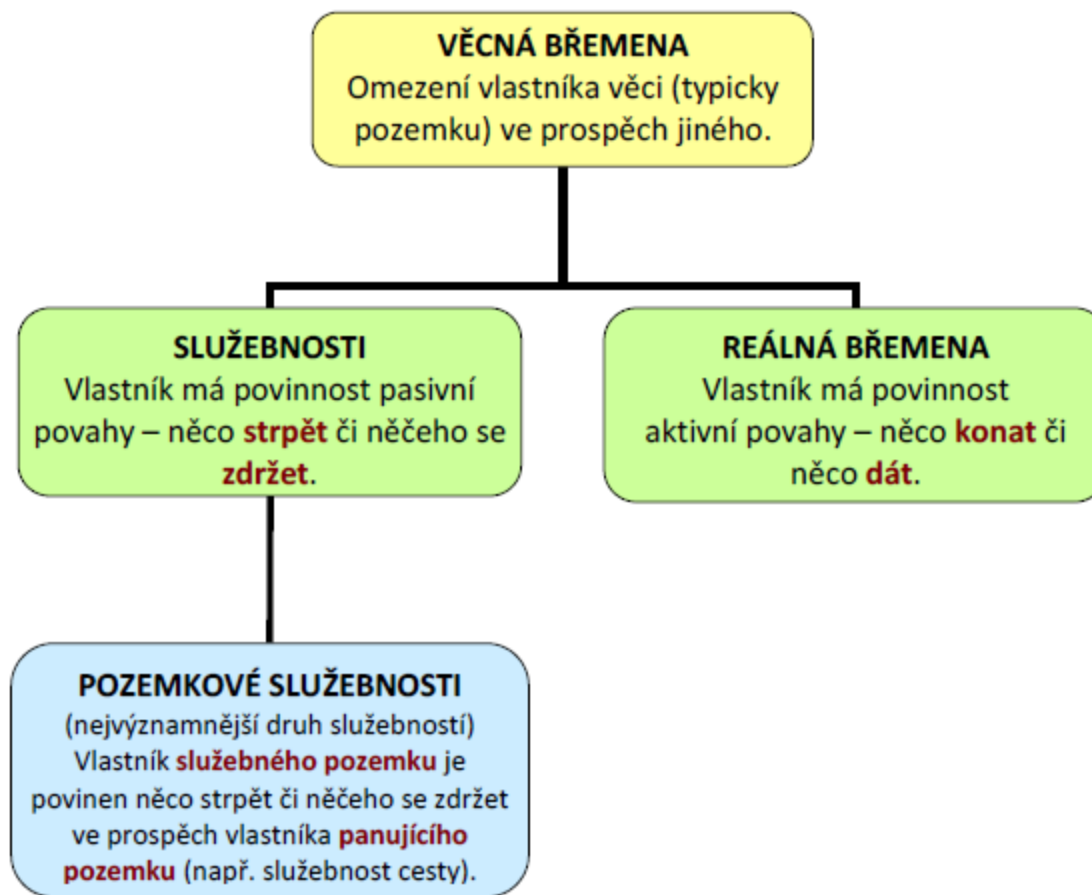 VĚCNÁ BŘEMENA
Omezení vlastníka věci (typicky
pozemku) ve prospěch jiného.
SLUŽEBNOSTI
Vlastník má povinnost pasivní
povahy – něco strpět či něčeho se
zdržet.
REÁLNÁ BŘEMENA
Vlastník má povinnost
aktivní povahy – něco konat či
něco dát.
POZEMKOVÉ SLUŽEBNOSTI
(nejvýznamnější druh služebností)
Vlastník služebného pozemku je
povinen něco strpět či něčeho se zdržet
ve prospěch vlastníka panujícího
pozemku (např. služebnost cesty).